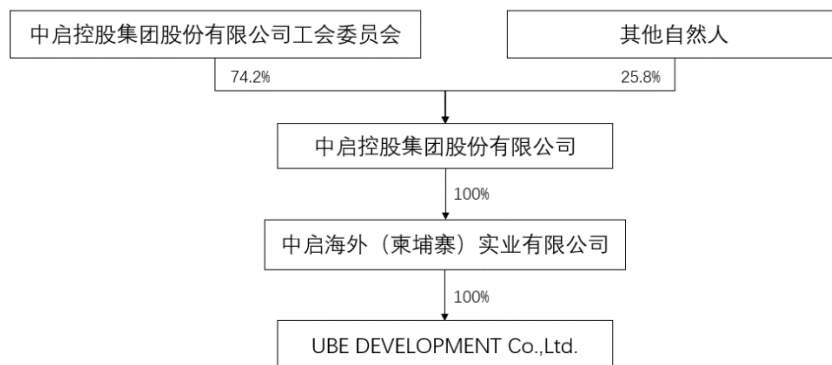 中启控股集团股份有限公司工会委员会
其他自然人
74.2%
25.8%
中启控股集团股份有限公司
100%
中启海外（柬埔寨）实业有限公司
100%
UBE DEVELOPMENT Co.,Ltd.